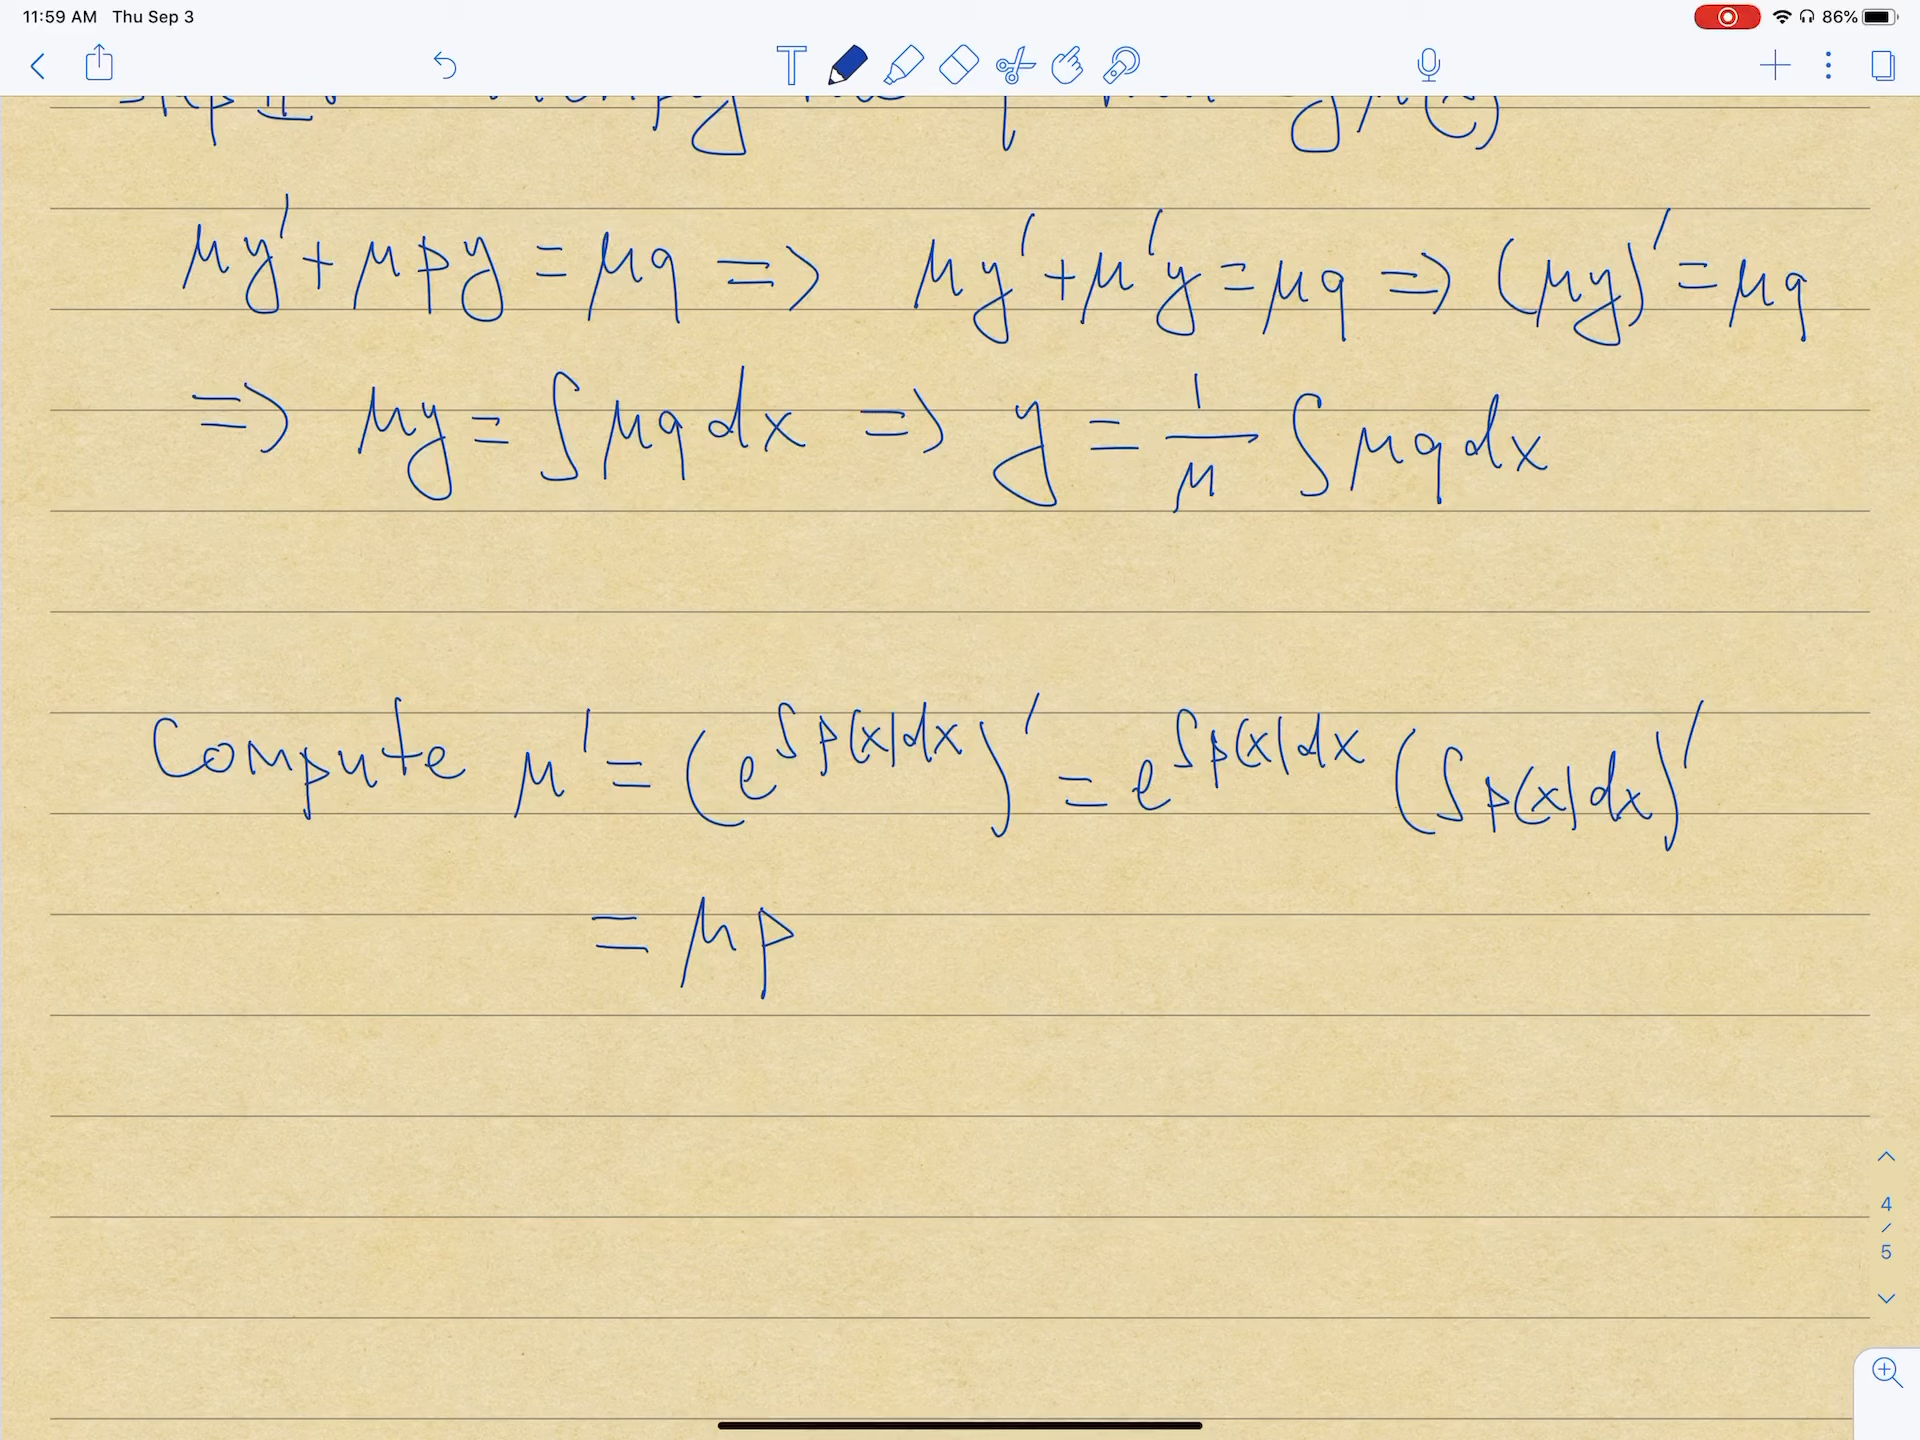 11:59 AM Thu Sep 3 86%
μy' + μpy = μq => μy' + μ'y = μq => (μy)' = μq
=> μy = ∫ μq dx => y = 1/μ ∫ μq dx
Compute μ' = (e^{∫p(x)dx})' = e^{∫p(x)dx} (∫p(x)dx)'
= μp
4
/
5